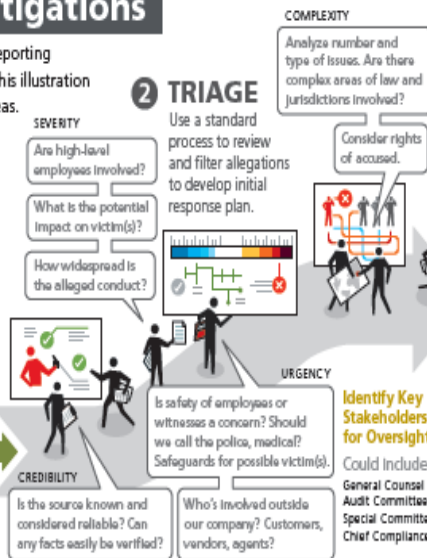 tigations
eporting
his illustration
as.
COMPLEXITY
Analyze number and
type of issues. Are there
complex areas of law and
jurisdictions involved?
Consider rights
of accused.
2 TRIAGE
Use a standard
process to review
and filter allegations
to develop initial
response plan.
SEVERITY
Are high-level
employees involved?
What is the potential
impact on victim(s)?
How widespread is
the alleged conduct?
URGENCY
Is safety of employees or
witnesses a concern? Should
we call the police, medical?
Safeguards for possible victim(s).
Who's involved outside
our company? Customers,
vendors, agents?
CREDIBILITY
Is the source known and
considered reliable? Can
any facts easily be verified?
Identify Key
Stakeholders
for Oversight
Could include
General Counsel
Audit Committee
Special Committe
Chief Compliance